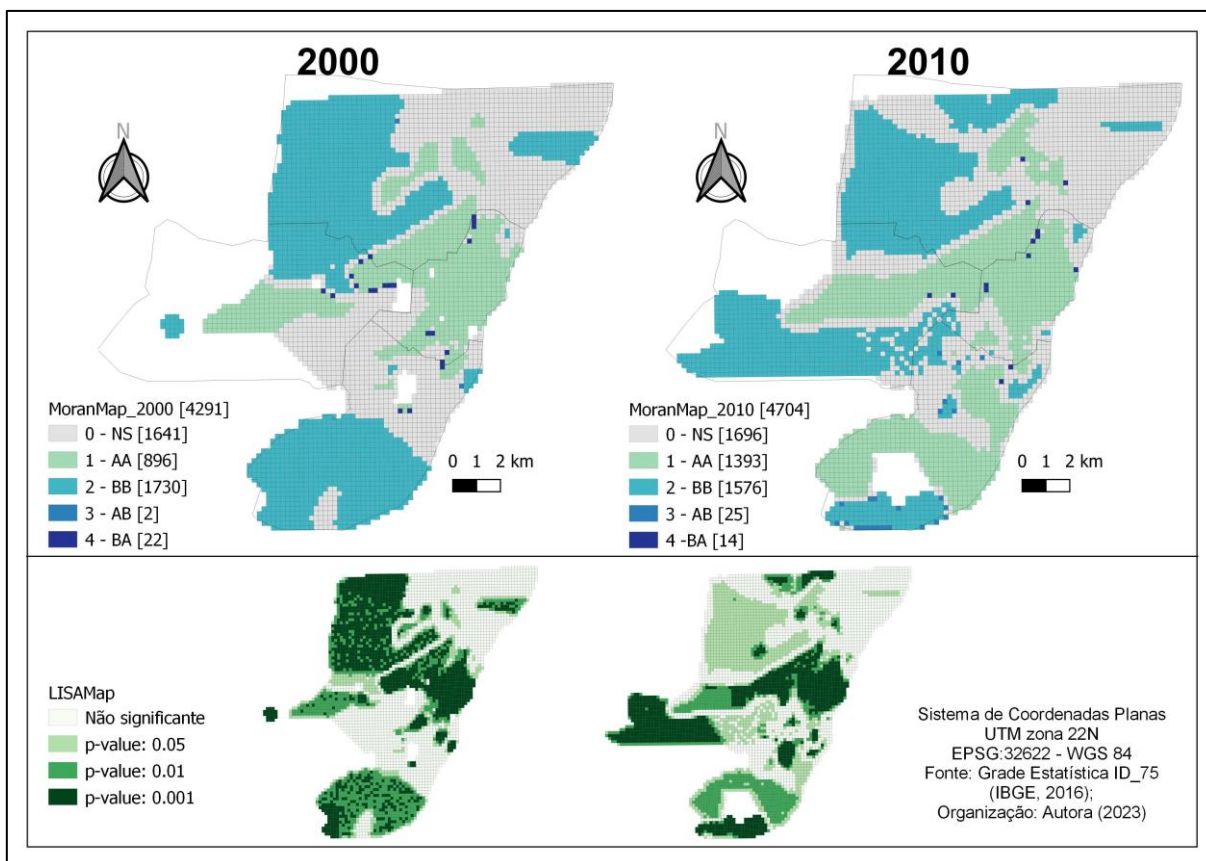 2000
2010
N
N
MoranMap_2000 [4291]
0 - NS [1641]
1 - AA [896]
2 - BB [1730]
3 - AB [2]
4 - BA [22]
0 1 2 km
MoranMap_2010 [4704]
0 - NS [1696]
1 - AA [1393]
2 - BB [1576]
3 - AB [25]
4 -BA [14]
0 1 2 km
LISAMap
Não significante
p-value: 0.05
p-value: 0.01
p-value: 0.001
Sistema de Coordenadas Planas
UTM zona 22N
EPSG:32622 - WGS 84
Fonte: Grade Estatística ID_75
(IBGE, 2016);
Organização: Autora (2023)